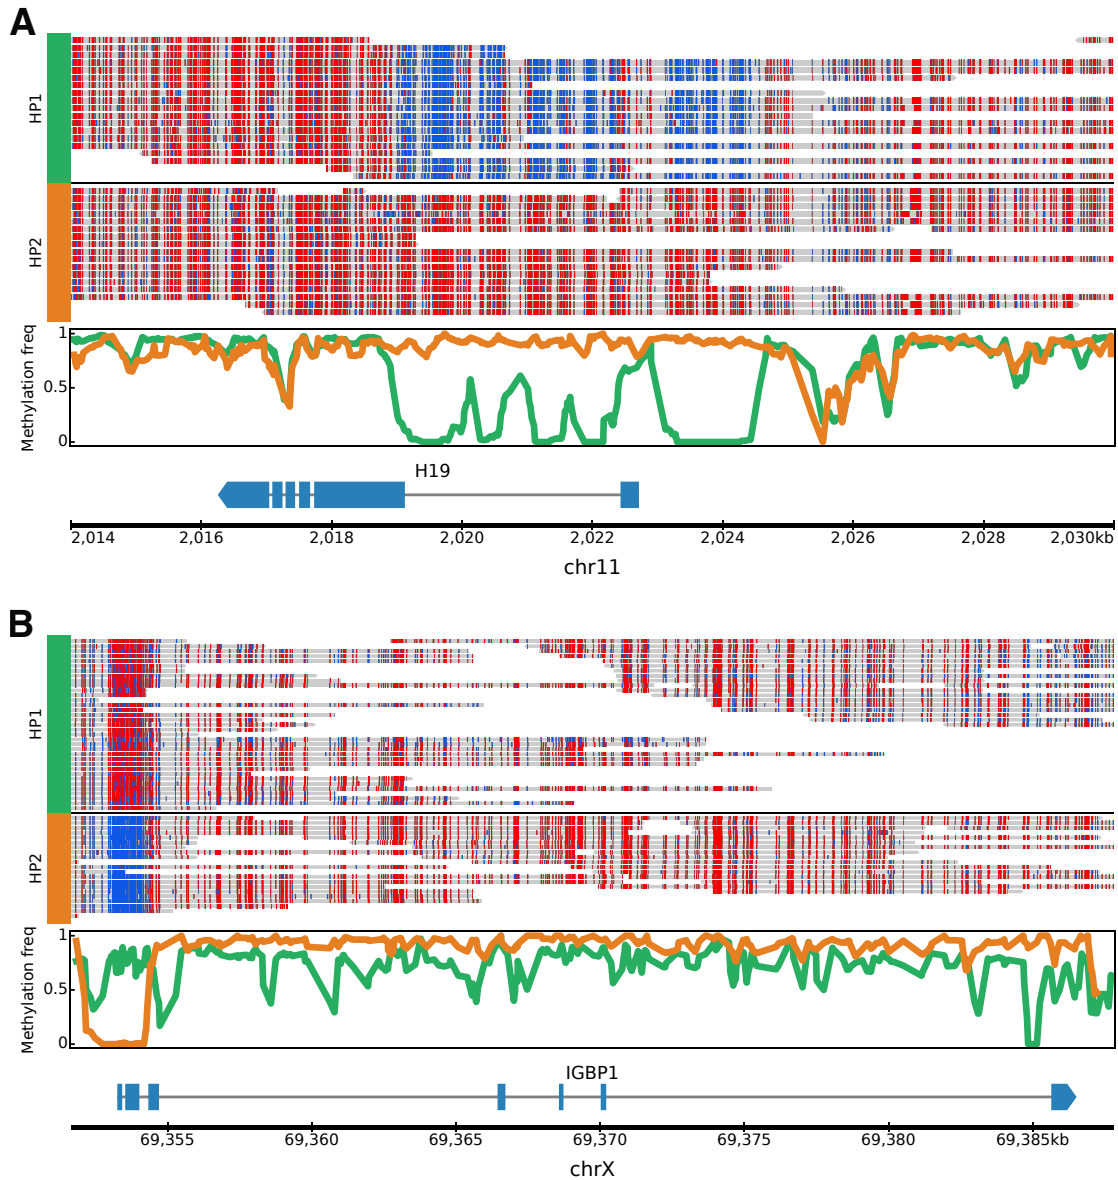 A
HP1
HP2
Methylation freq
1
0.5
0
H19
2,014 2,016 2,018 2,020 2,022 2,024 2,026 2,028 2,030kb
chr11
B
HP1
HP2
Methylation freq
1
0.5
0
IGBP1
69,355 69,360 69,365 69,370 69,375 69,380 69,385kb
chrX